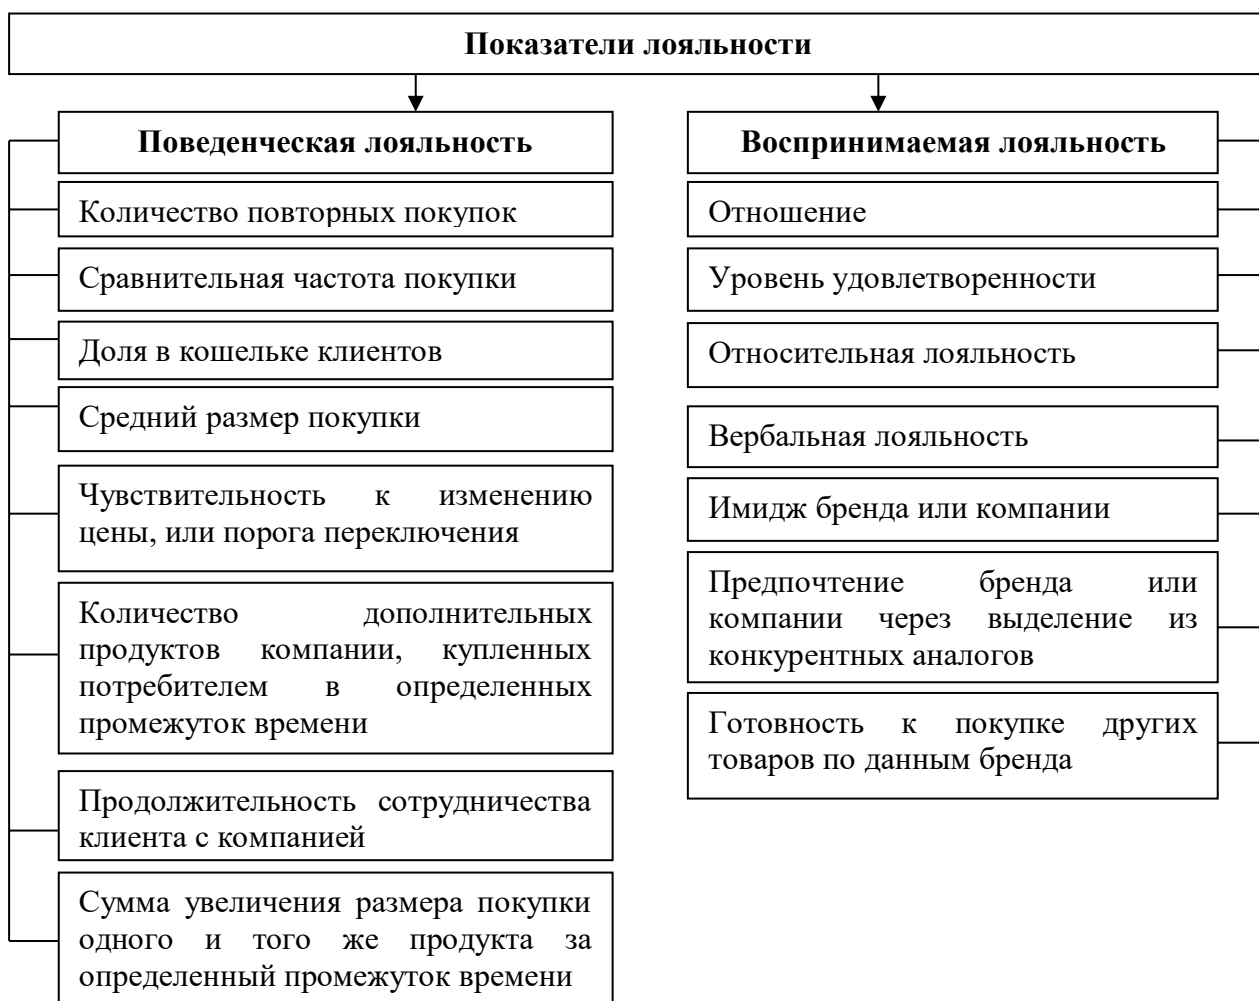 Показатели лояльности
Поведенческая лояльность
Количество повторных покупок
Сравнительная частота покупки
Доля в кошельке клиентов
Средний размер покупки
Чувствительность к изменению
цены, или порога переключения
Количество дополнительных
продуктов компании, купленных
потребителем в определенных
промежуток времени
Продолжительность сотрудничества
клиента с компанией
Сумма увеличения размера покупки
одного и того же продукта за
определенный промежуток времени
Воспринимаемая лояльность
Отношение
Уровень удовлетворенности
Относительная лояльность
Вербальная лояльность
Имидж бренда или компании
Предпочтение бренда или
компании через выделение из
конкурентных аналогов
Готовность к покупке других
товаров по данным бренда